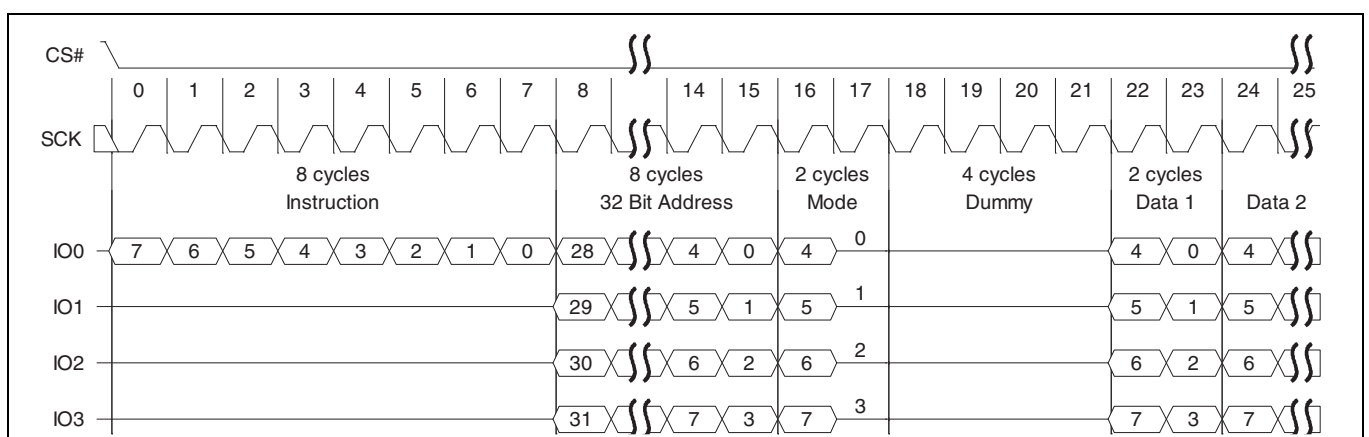 CS#
0 1 2 3 4 5 6 7 8 14 15 16 17 18 19 20 21 22 23 24 25
SCK
8 cycles 8 cycles 2 cycles 4 cycles 2 cycles
Instruction 32 Bit Address Mode Dummy Data 1 Data 2
IO0 7 6 5 4 3 2 1 0 28 4 0 4 0 4 0 4
IO1 29 5 1 5 1 5 1 5
IO2 30 6 2 6 2 6 2 6
IO3 31 7 3 7 3 7 3 7